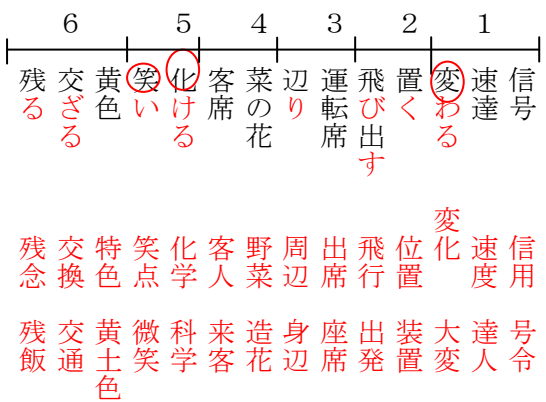 6 5 4 3 2 1
信号
速達
変わる
置く
飛び出す
運転席
辺り
菜の花
客席
化ける
笑い
黄色
交ざる
残る
信用
速度
変化
位置
飛行
出席
周辺
野菜
客人
化学
笑点
特色
交換
残念
号令
達人
大変
装置
出発
座席
身辺
造花
来客
科学
微笑
黄土色
交通
残飯